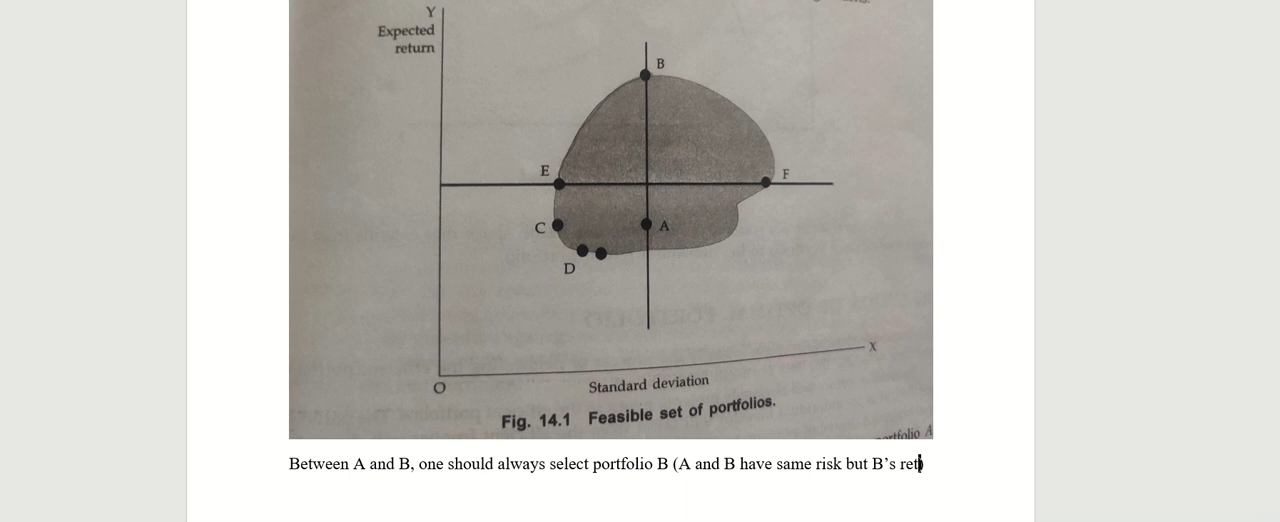 Y
Expected
return
B
E
F
C
A
D
X
O
Standard deviation
Fig. 14.1 Feasible set of portfolios.
Between A and B, one should always select portfolio B (A and B have same risk but B’s ret)